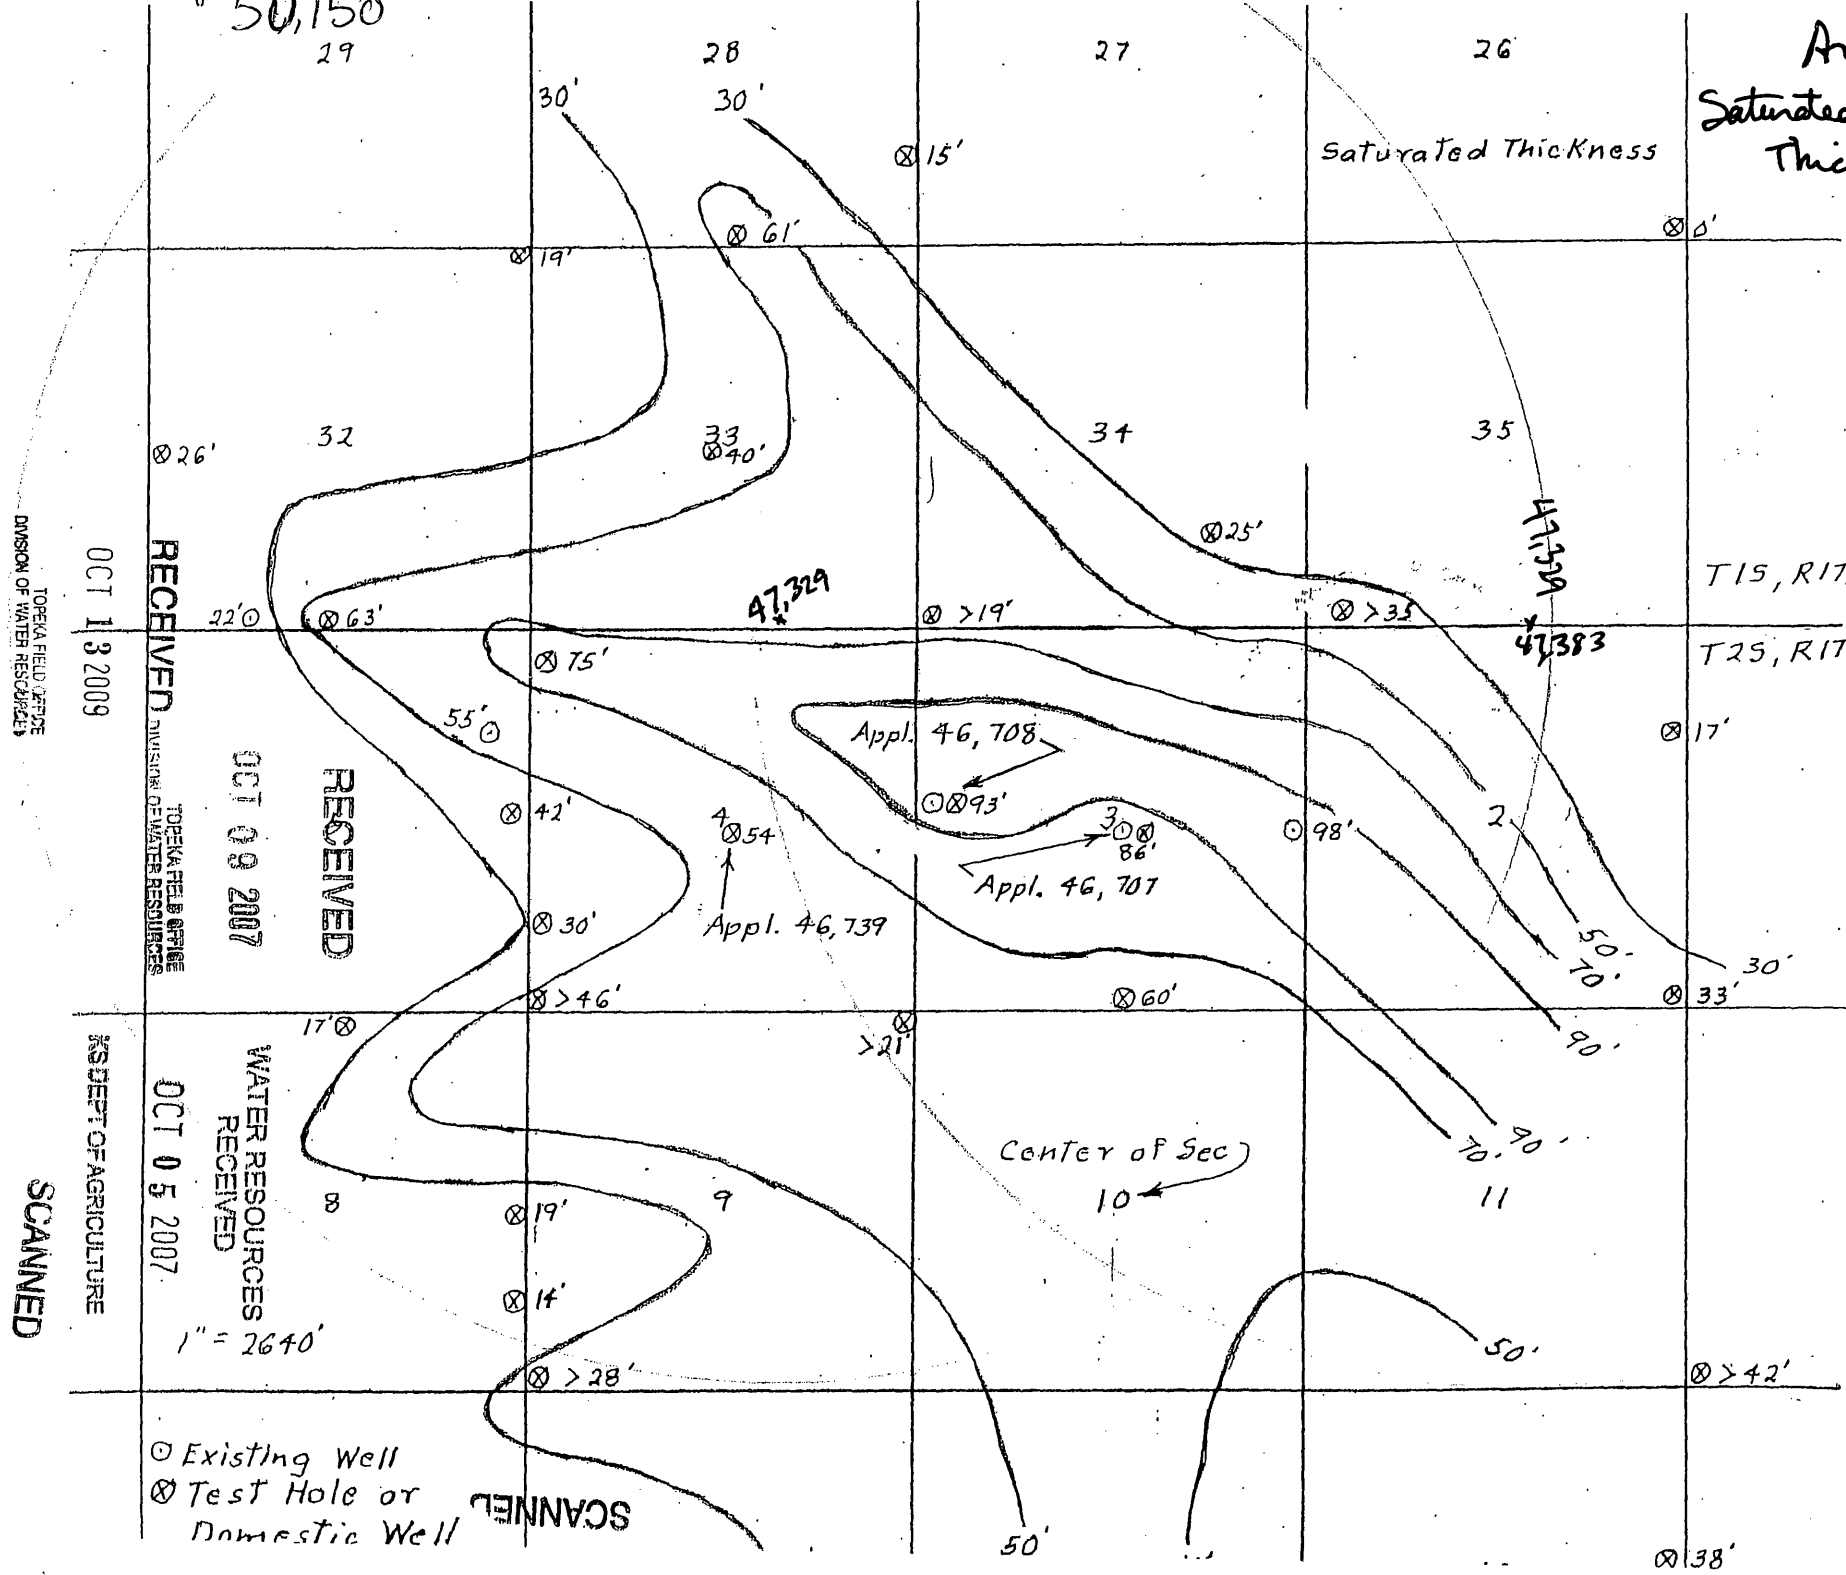 50,150
29
28
27
26
Saturated
30'
30'
⊗ 15'
Saturated Thickness
⊗ 0'
⊗ 61'
⊗ 19'
32
33
34
35
⊗ 26'
⊗ 40'
⊗ 25'
47,329
47,329
T1S, R17
22' ⊙
⊗ 63'
⊗ >19'
⊗ >35
47,383
T2S, R17
⊗ 75'
55' ⊙
Appl. 46,708
⊗ 17'
⊙⊗ 93'
⊗ 42'
4
⊗ 54
3
⊙⊗
86'
⊙ 98'
2
Appl. 46,707
⊗ 30'
Appl. 46,739
50'
70'
30'
⊗ >46'
⊗ 60'
⊗ 33'
17' ⊗
⊗
>21'
90'
Center of Sec
70'
90'
8
9
10
11
⊗ 19'
⊗ 14'
1" = 2640'
50'
⊗ >28'
⊗ >42'
⊙ Existing Well
⊗ Test Hole or
Domestic Well
50'
⊗ 38'
RECEIVED
OCT 13 2009
TOPEKA FIELD OFFICE
DIVISION OF WATER RESOURCES
RECEIVED
OCT 09 2007
TOPEKA FIELD OFFICE
DIVISION OF WATER RESOURCES
WATER RESOURCES
RECEIVED
OCT 05 2007
KS DEPT OF AGRICULTURE
SCANNED
SCANNED